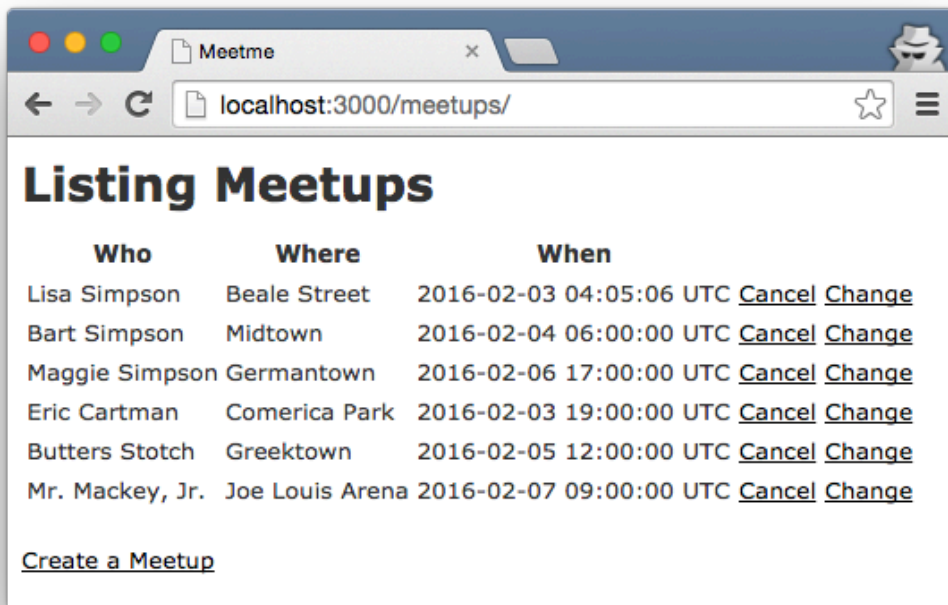 Meetme
localhost:3000/meetups/
Listing Meetups
Who Where When
Lisa Simpson Beale Street 2016-02-03 04:05:06 UTC Cancel Change
Bart Simpson Midtown 2016-02-04 06:00:00 UTC Cancel Change
Maggie Simpson Germantown 2016-02-06 17:00:00 UTC Cancel Change
Eric Cartman Comerica Park 2016-02-03 19:00:00 UTC Cancel Change
Butters Stotch Greektown 2016-02-05 12:00:00 UTC Cancel Change
Mr. Mackey, Jr. Joe Louis Arena 2016-02-07 09:00:00 UTC Cancel Change
Create a Meetup